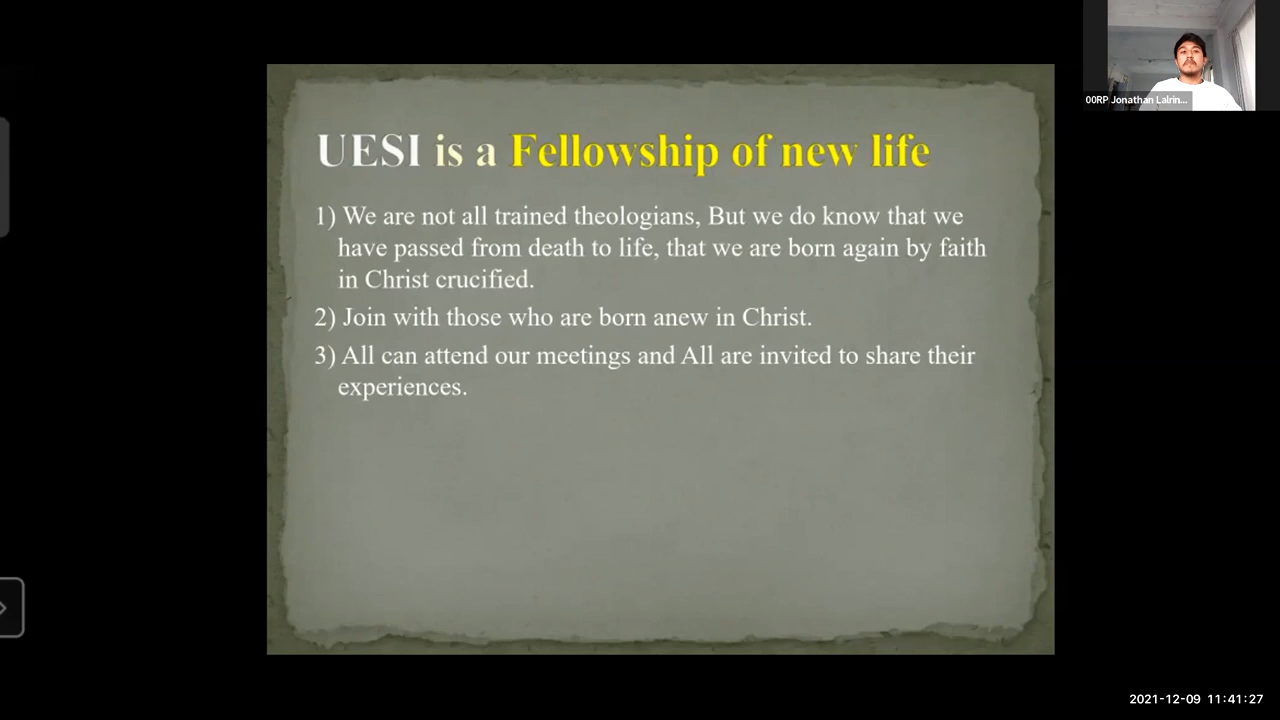 UESI is a Fellowship of new life
1) We are not all trained theologians, But we do know that we
have passed from death to life, that we are born again by faith
in Christ crucified.
2) Join with those who are born anew in Christ.
3) All can attend our meetings and All are invited to share their
experiences.
00RP Jonathan Lalrin...
2021-12-09 11:41:27